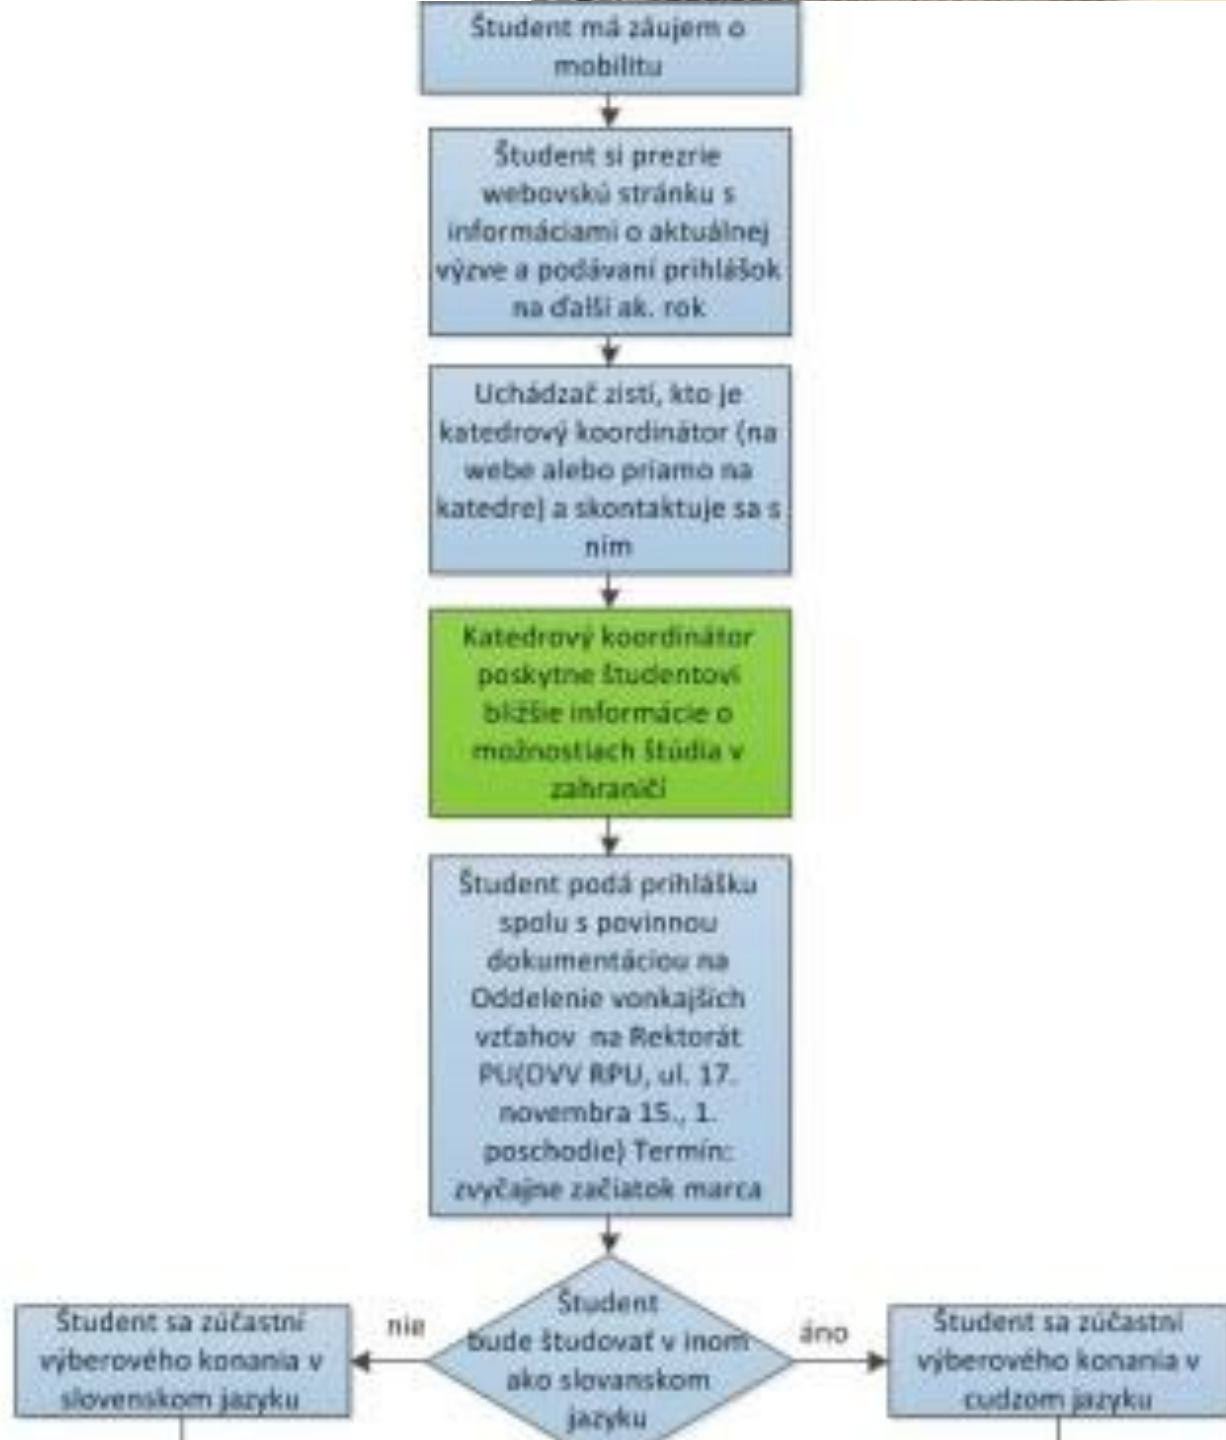 Študent má záujem o
mobilitu
Študent si prezrie
webovskú stránku s
informáciami o aktuálnej
výzve a podávaní prihlášok
na ďalší ak. rok
Uchádzač zistí, kto je
katedrový koordinátor (na
webe alebo priamo na
katedre) a skontaktuje sa s
ním
Katedrový koordinátor
poskytne študentovi
bližšie informácie o
možnostiach štúdia v
zahraničí
Študent podá prihlášku
spolu s povinnou
dokumentáciou na
Oddelenie vonkajších
vzťahov na Rektorát
PU(OVV RPU, ul. 17.
novembra 15., 1.
poschodie) Termín:
zvyčajne začiatok marca
Študent
bude študovať v inom
ako slovanskom
jazyku
nie
áno
Študent sa zúčastní
výberového konania v
slovenskom jazyku
Študent sa zúčastní
výberového konania v
cudzom jazyku